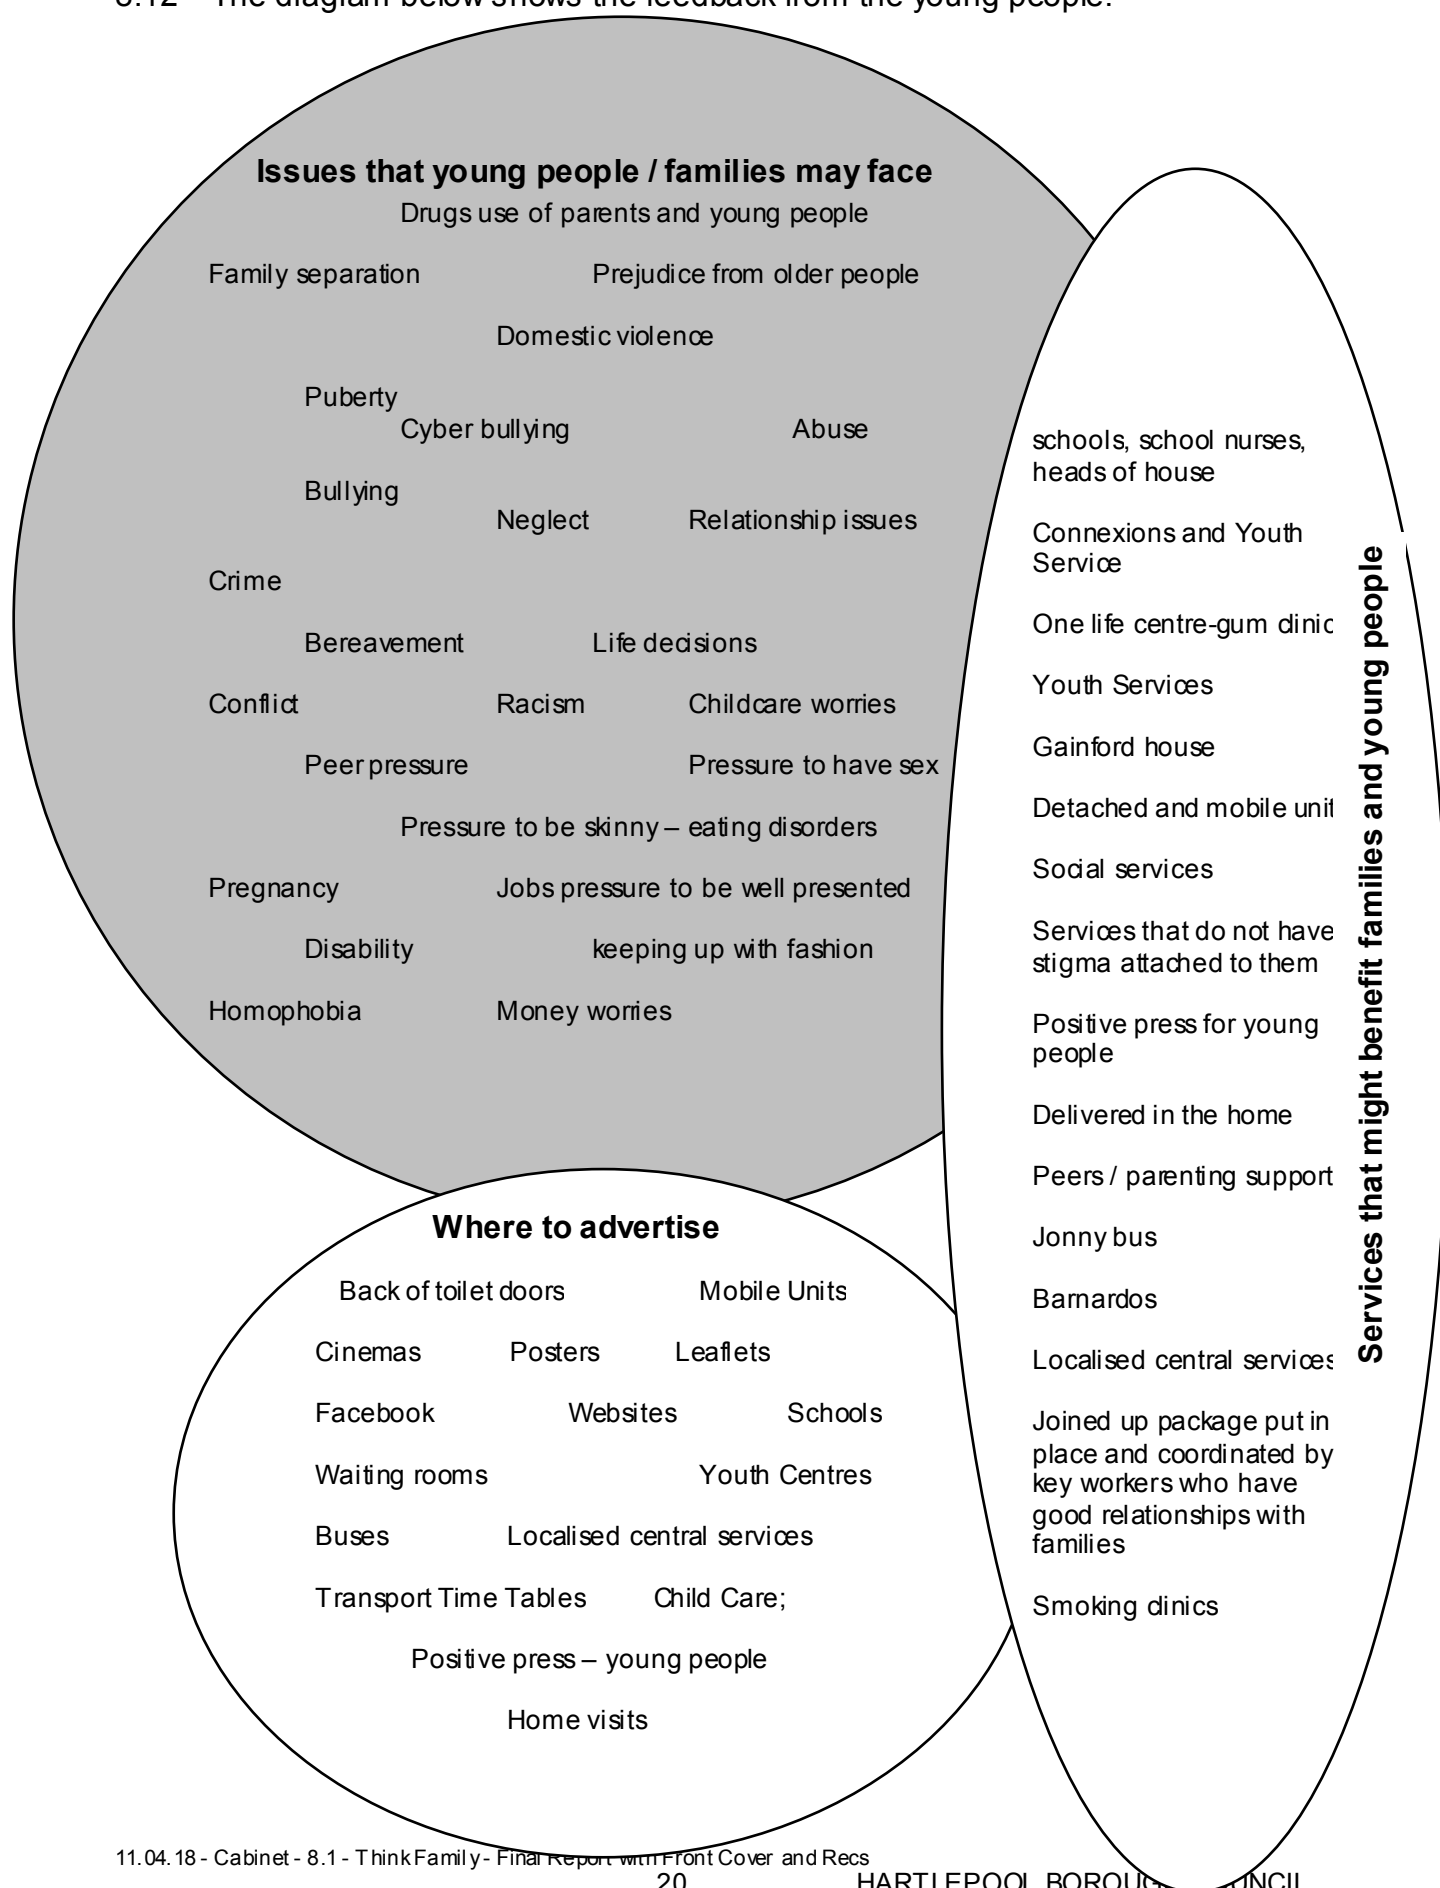 8.12 The diagram below shows the feedback from the young people.
Issues that young people / families may face
Drugs use of parents and young people
Family separation Prejudice from older people
Domestic violence
Puberty
Cyber bullying Abuse
Bullying
Neglect Relationship issues
Crime
Bereavement Life decisions
Conflict Racism Childcare worries
Peer pressure Pressure to have sex
Pressure to be skinny – eating disorders
Pregnancy Jobs pressure to be well presented
Disability keeping up with fashion
Homophobia Money worries
schools, school nurses,
heads of house
Connexions and Youth
Service
One life centre-gum clinic
Youth Services
Gainford house
Detached and mobile unit
Social services
Services that do not have
stigma attached to them
Positive press for young
people
Delivered in the home
Peers / parenting support
Jonny bus
Barnardos
Localised central services
Joined up package put in
place and coordinated by
key workers who have
good relationships with
families
Smoking clinics
Services that might benefit families and young people
Where to advertise
Back of toilet doors Mobile Units
Cinemas Posters Leaflets
Facebook Websites Schools
Waiting rooms Youth Centres
Buses Localised central services
Transport Time Tables Child Care;
Positive press – young people
Home visits
11.04.18 - Cabinet - 8.1 - Think Family - Final Report with Front Cover and Recs
20 HARTLEPOOL BOROUGH COUNCIL